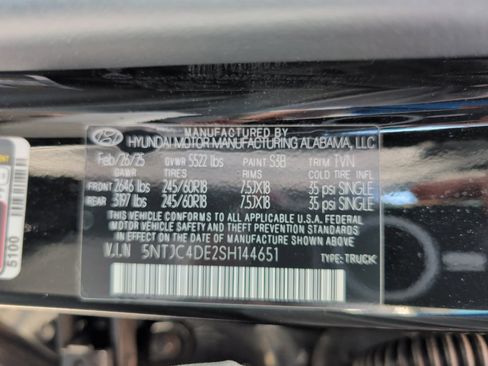 MANUFACTURED BY
HYUNDAI MOTOR MANUFACTURING ALABAMA, LLC
Feb/26/25 GVWR 5522 lbs PAINT S3B TRIM TVN
GAWR TIRES RIMS COLD TIRE INFL
FRONT 2646 lbs 245/60R18 7.5JX18 35 psi SINGLE
REAR 3197 lbs 245/60R18 7.5JX18 35 psi SINGLE
THIS VEHICLE CONFORMS TO ALL APPLICABLE U.S.A. FEDERAL MOTOR
VEHICLE SAFETY AND THEFT PREVENTION STANDARDS IN EFFECT ON
THE DATE OF MANUFACTURE SHOWN ABOVE.
V.I.N 5NTJC4DE2SH144651 TYPE: TRUCK
5100